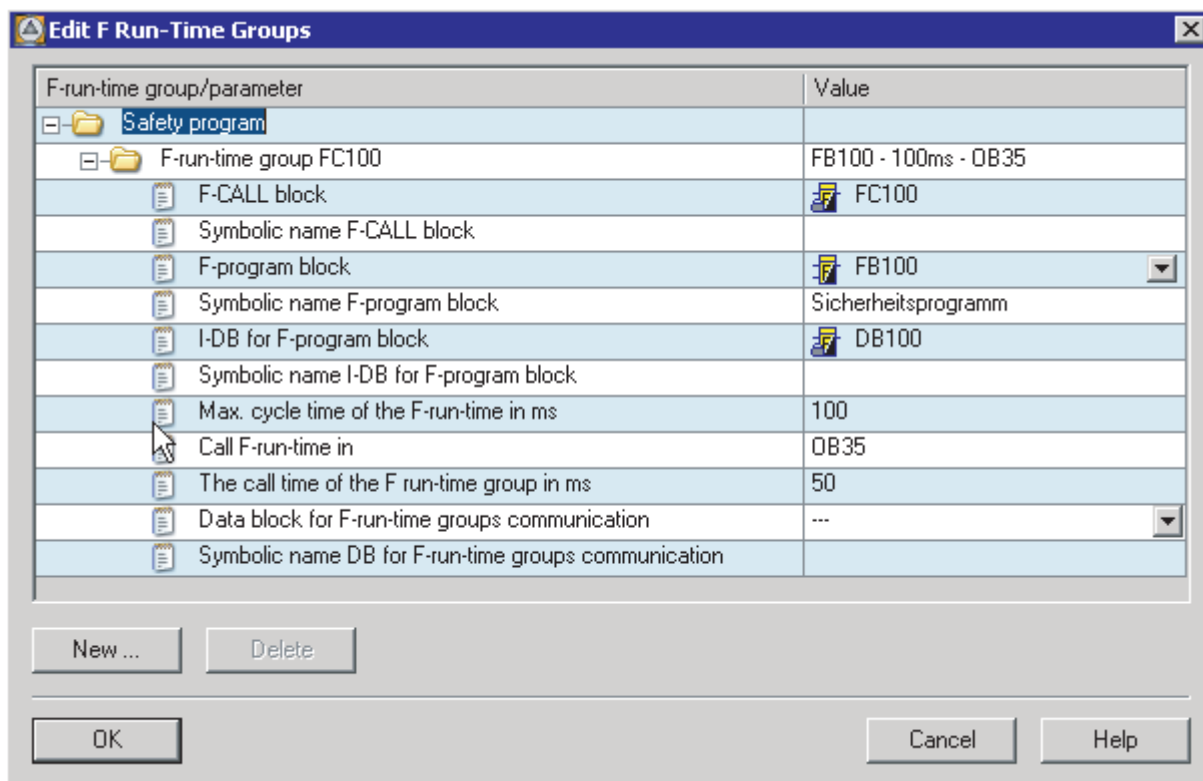 Edit F Run-Time Groups
F-run-time group/parameter Value
Safety program
F-run-time group FC100 FB100 - 100ms - OB35
F-CALL block FC100
Symbolic name F-CALL block
F-program block FB100
Symbolic name F-program block Sicherheitsprogramm
I-DB for F-program block DB100
Symbolic name I-DB for F-program block
Max. cycle time of the F-run-time in ms 100
Call F-run-time in OB35
The call time of the F run-time group in ms 50
Data block for F-run-time groups communication ---
Symbolic name DB for F-run-time groups communication
New ... Delete
OK Cancel Help